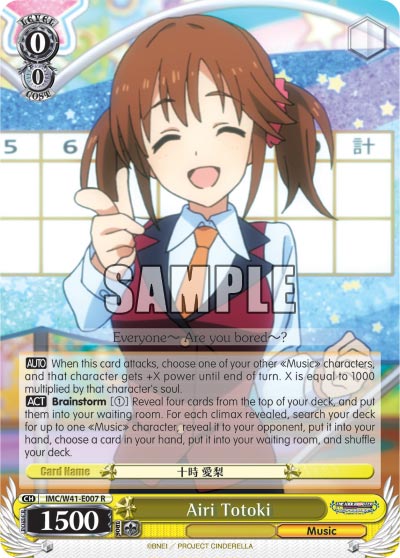 LEVEL
0
0
COST
5 6 8 9 10 計
SAMPLE
Everyone～ Are you bored～?
AUTO When this card attacks, choose one of your other «Music» characters,
and that character gets +X power until end of turn. X is equal to 1000
multiplied by that character's soul.
ACT Brainstorm [①] Reveal four cards from the top of your deck, and put
them into your waiting room. For each climax revealed, search your deck
for up to one «Music» character, reveal it to your opponent, put it into your
hand, choose a card in your hand, put it into your waiting room, and shuffle
your deck.
Card Name
十時 愛梨
CH IMC/W41-E007 R
POWER
1500
SOUL
Airi Totoki
Music
©BNEI / PROJECT CINDERELLA